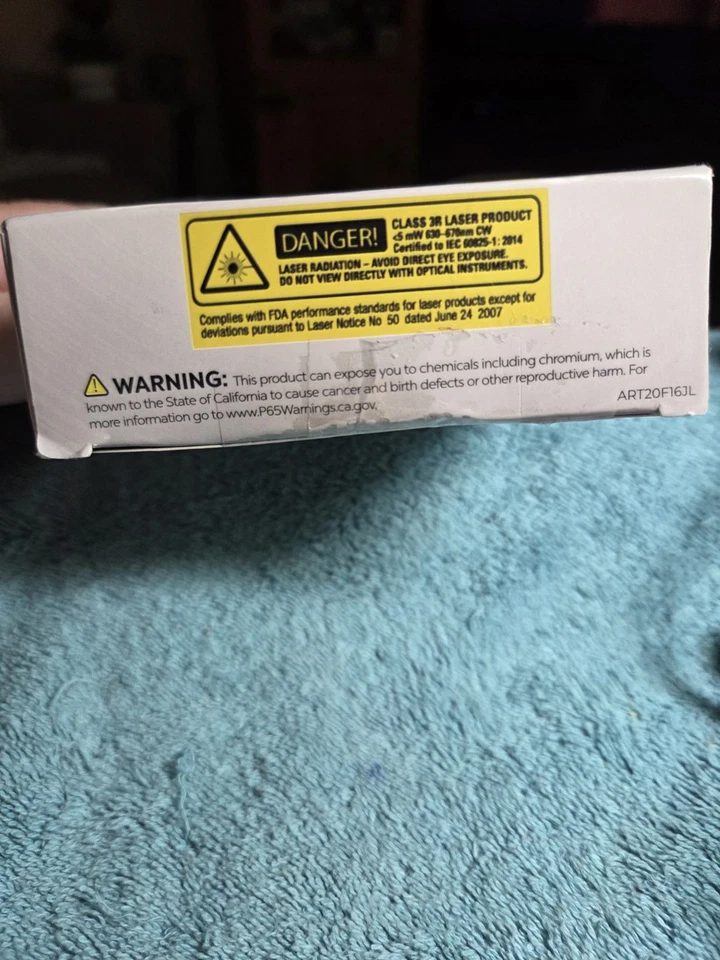 DANGER!
CLASS 3R LASER PRODUCT
<5 mW 630-670nm CW
Certified to IEC 60825-1: 2014
LASER RADIATION – AVOID DIRECT EYE EXPOSURE.
DO NOT VIEW DIRECTLY WITH OPTICAL INSTRUMENTS.
Complies with FDA performance standards for laser products except for
deviations pursuant to Laser Notice No 50 dated June 24 2007
WARNING: This product can expose you to chemicals including chromium, which is
known to the State of California to cause cancer and birth defects or other reproductive harm. For
more information go to www.P65Warnings.ca.gov.
ART20F16JL